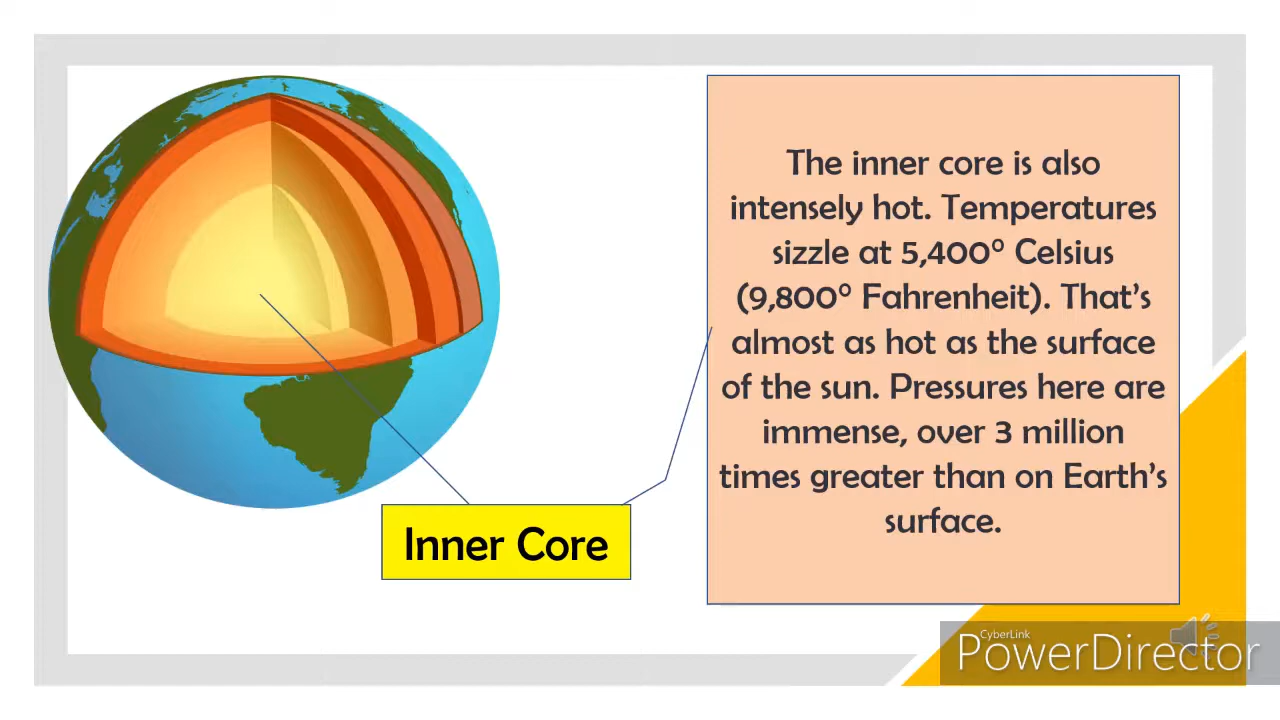 The inner core is also
intensely hot. Temperatures
sizzle at 5,400° Celsius
(9,800° Fahrenheit). That's
almost as hot as the surface
of the sun. Pressures here are
immense, over 3 million
times greater than on Earth's
surface.
Inner Core
CyberLink
PowerDirector